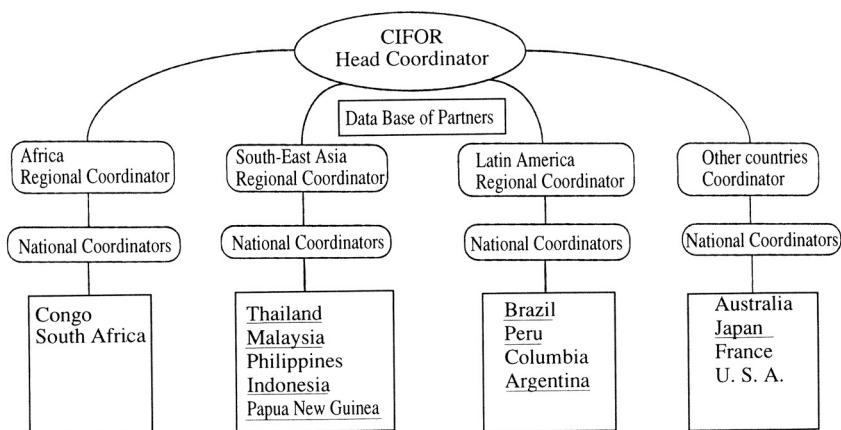 CIFOR
Head Coordinator
Data Base of Partners
Africa
Regional Coordinator
South-East Asia
Regional Coordinator
Latin America
Regional Coordinator
Other countries
Coordinator
National Coordinators
National Coordinators
National Coordinators
National Coordinators
Congo
South Africa
Thailand
Malaysia
Philippines
Indonesia
Papua New Guinea
Brazil
Peru
Columbia
Argentina
Australia
Japan
France
U. S. A.